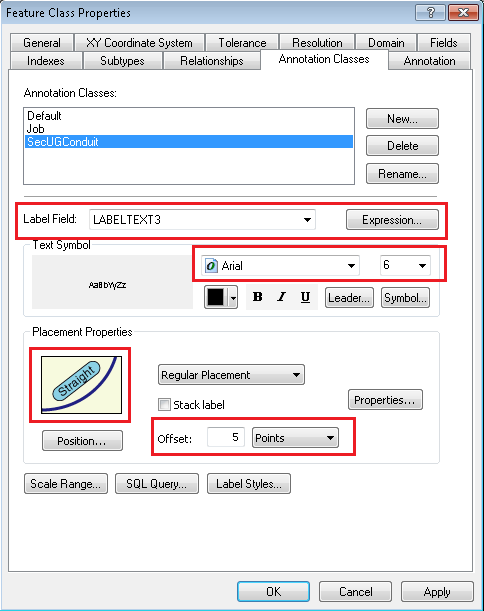 Feature Class Properties
General XY Coordinate System Tolerance Resolution Domain Fields
Indexes Subtypes Relationships Annotation Classes Annotation
Annotation Classes:
Default
Job
SecUGConduit
New...
Delete
Rename...
Label Field: LABELTEXT3 Expression...
Text Symbol
AaBbYyZz
Arial 6
B I U Leader... Symbol...
Placement Properties
Straight
Regular Placement
Stack label
Properties...
Position...
Offset: 5 Points
Scale Range... SQL Query... Label Styles...
OK Cancel Apply